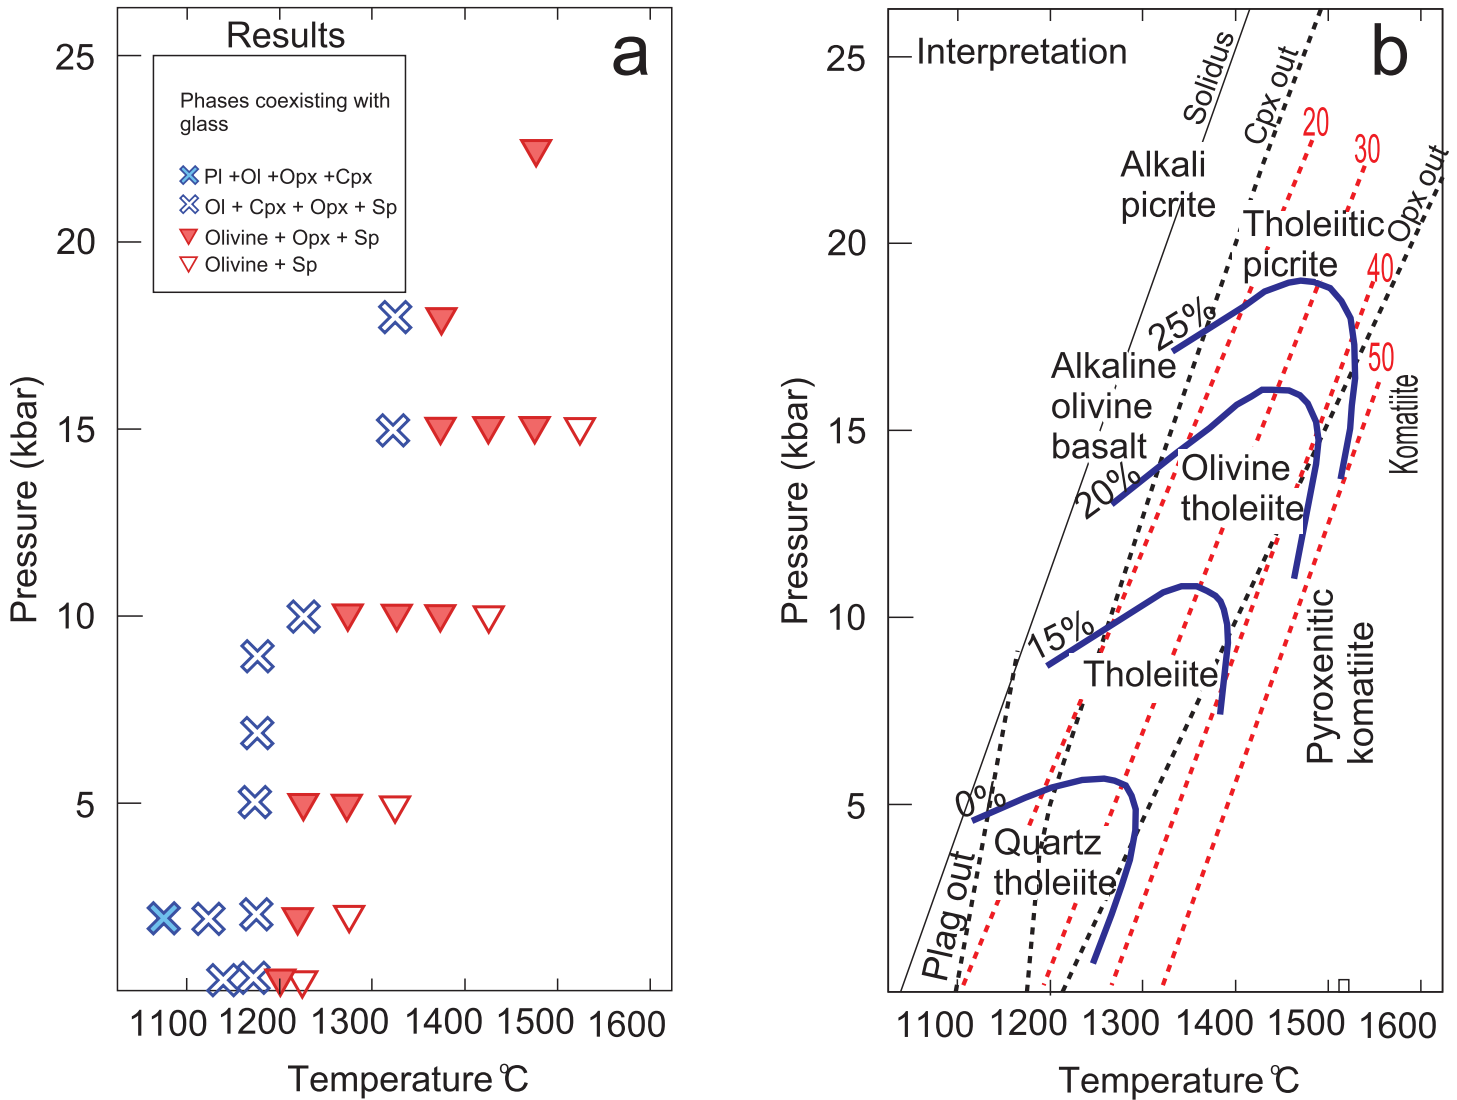 Results
a
Phases coexisting with
glass
Pl +Ol +Opx +Cpx
Ol + Cpx + Opx + Sp
Olivine + Opx + Sp
Olivine + Sp
25
20
15
10
5
Pressure (kbar)
1100 1200 1300 1400 1500 1600
Temperature °C
Interpretation
b
Solidus
Cpx out
20
30
Opx out
Alkali
picrite
Tholeiitic
picrite
40
25%
50
Alkaline
olivine
basalt
Komatiite
20%
Olivine
tholeiite
15%
Tholeiite
Pyroxenitic
komatiite
0%
Quartz
tholeiite
Plag out
25
20
15
10
5
Pressure (kbar)
1100 1200 1300 1400 1500 1600
Temperature °C